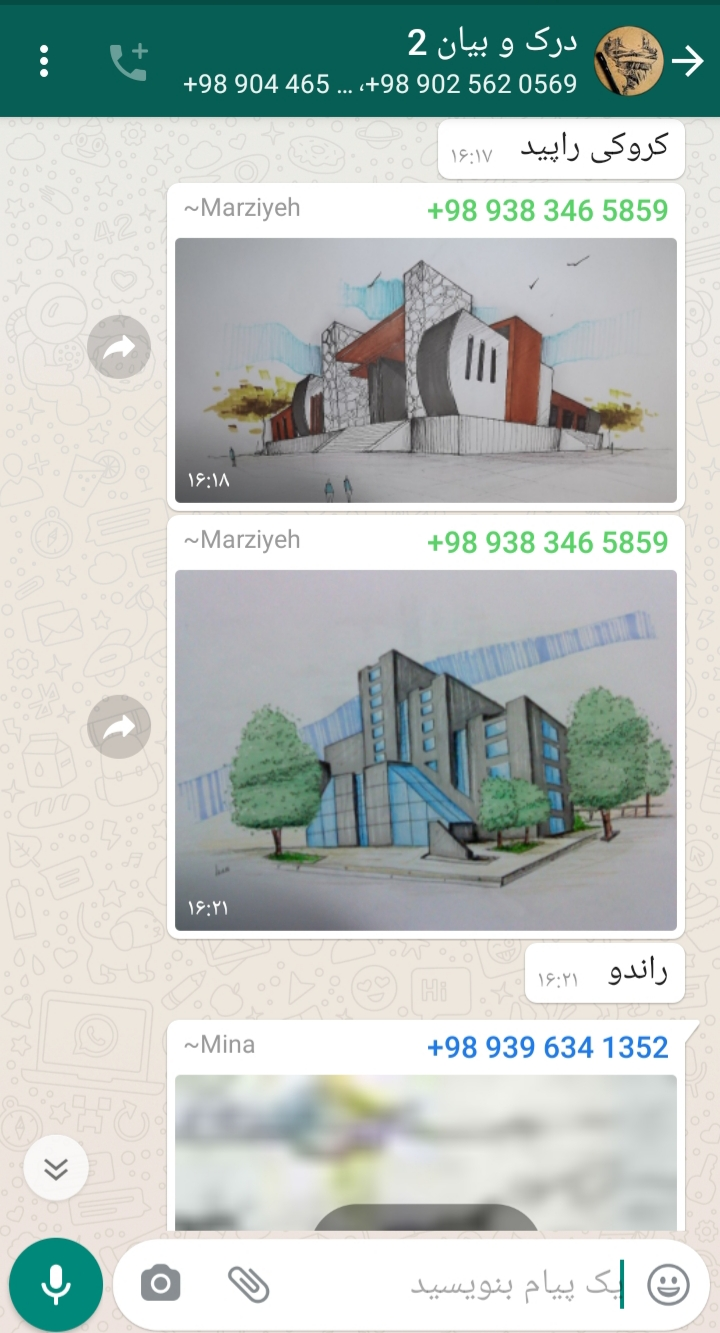 درک و بیان 2
+98 902 562 0569، +98 904 465 ...
کروکی راپید ۱۶:۱۷
+98 938 346 5859 ~Marziyeh
۱۶:۱۸
+98 938 346 5859 ~Marziyeh
۱۶:۲۱
راندو ۱۶:۲۱
+98 939 634 1352 ~Mina
یک پیام بنویسید